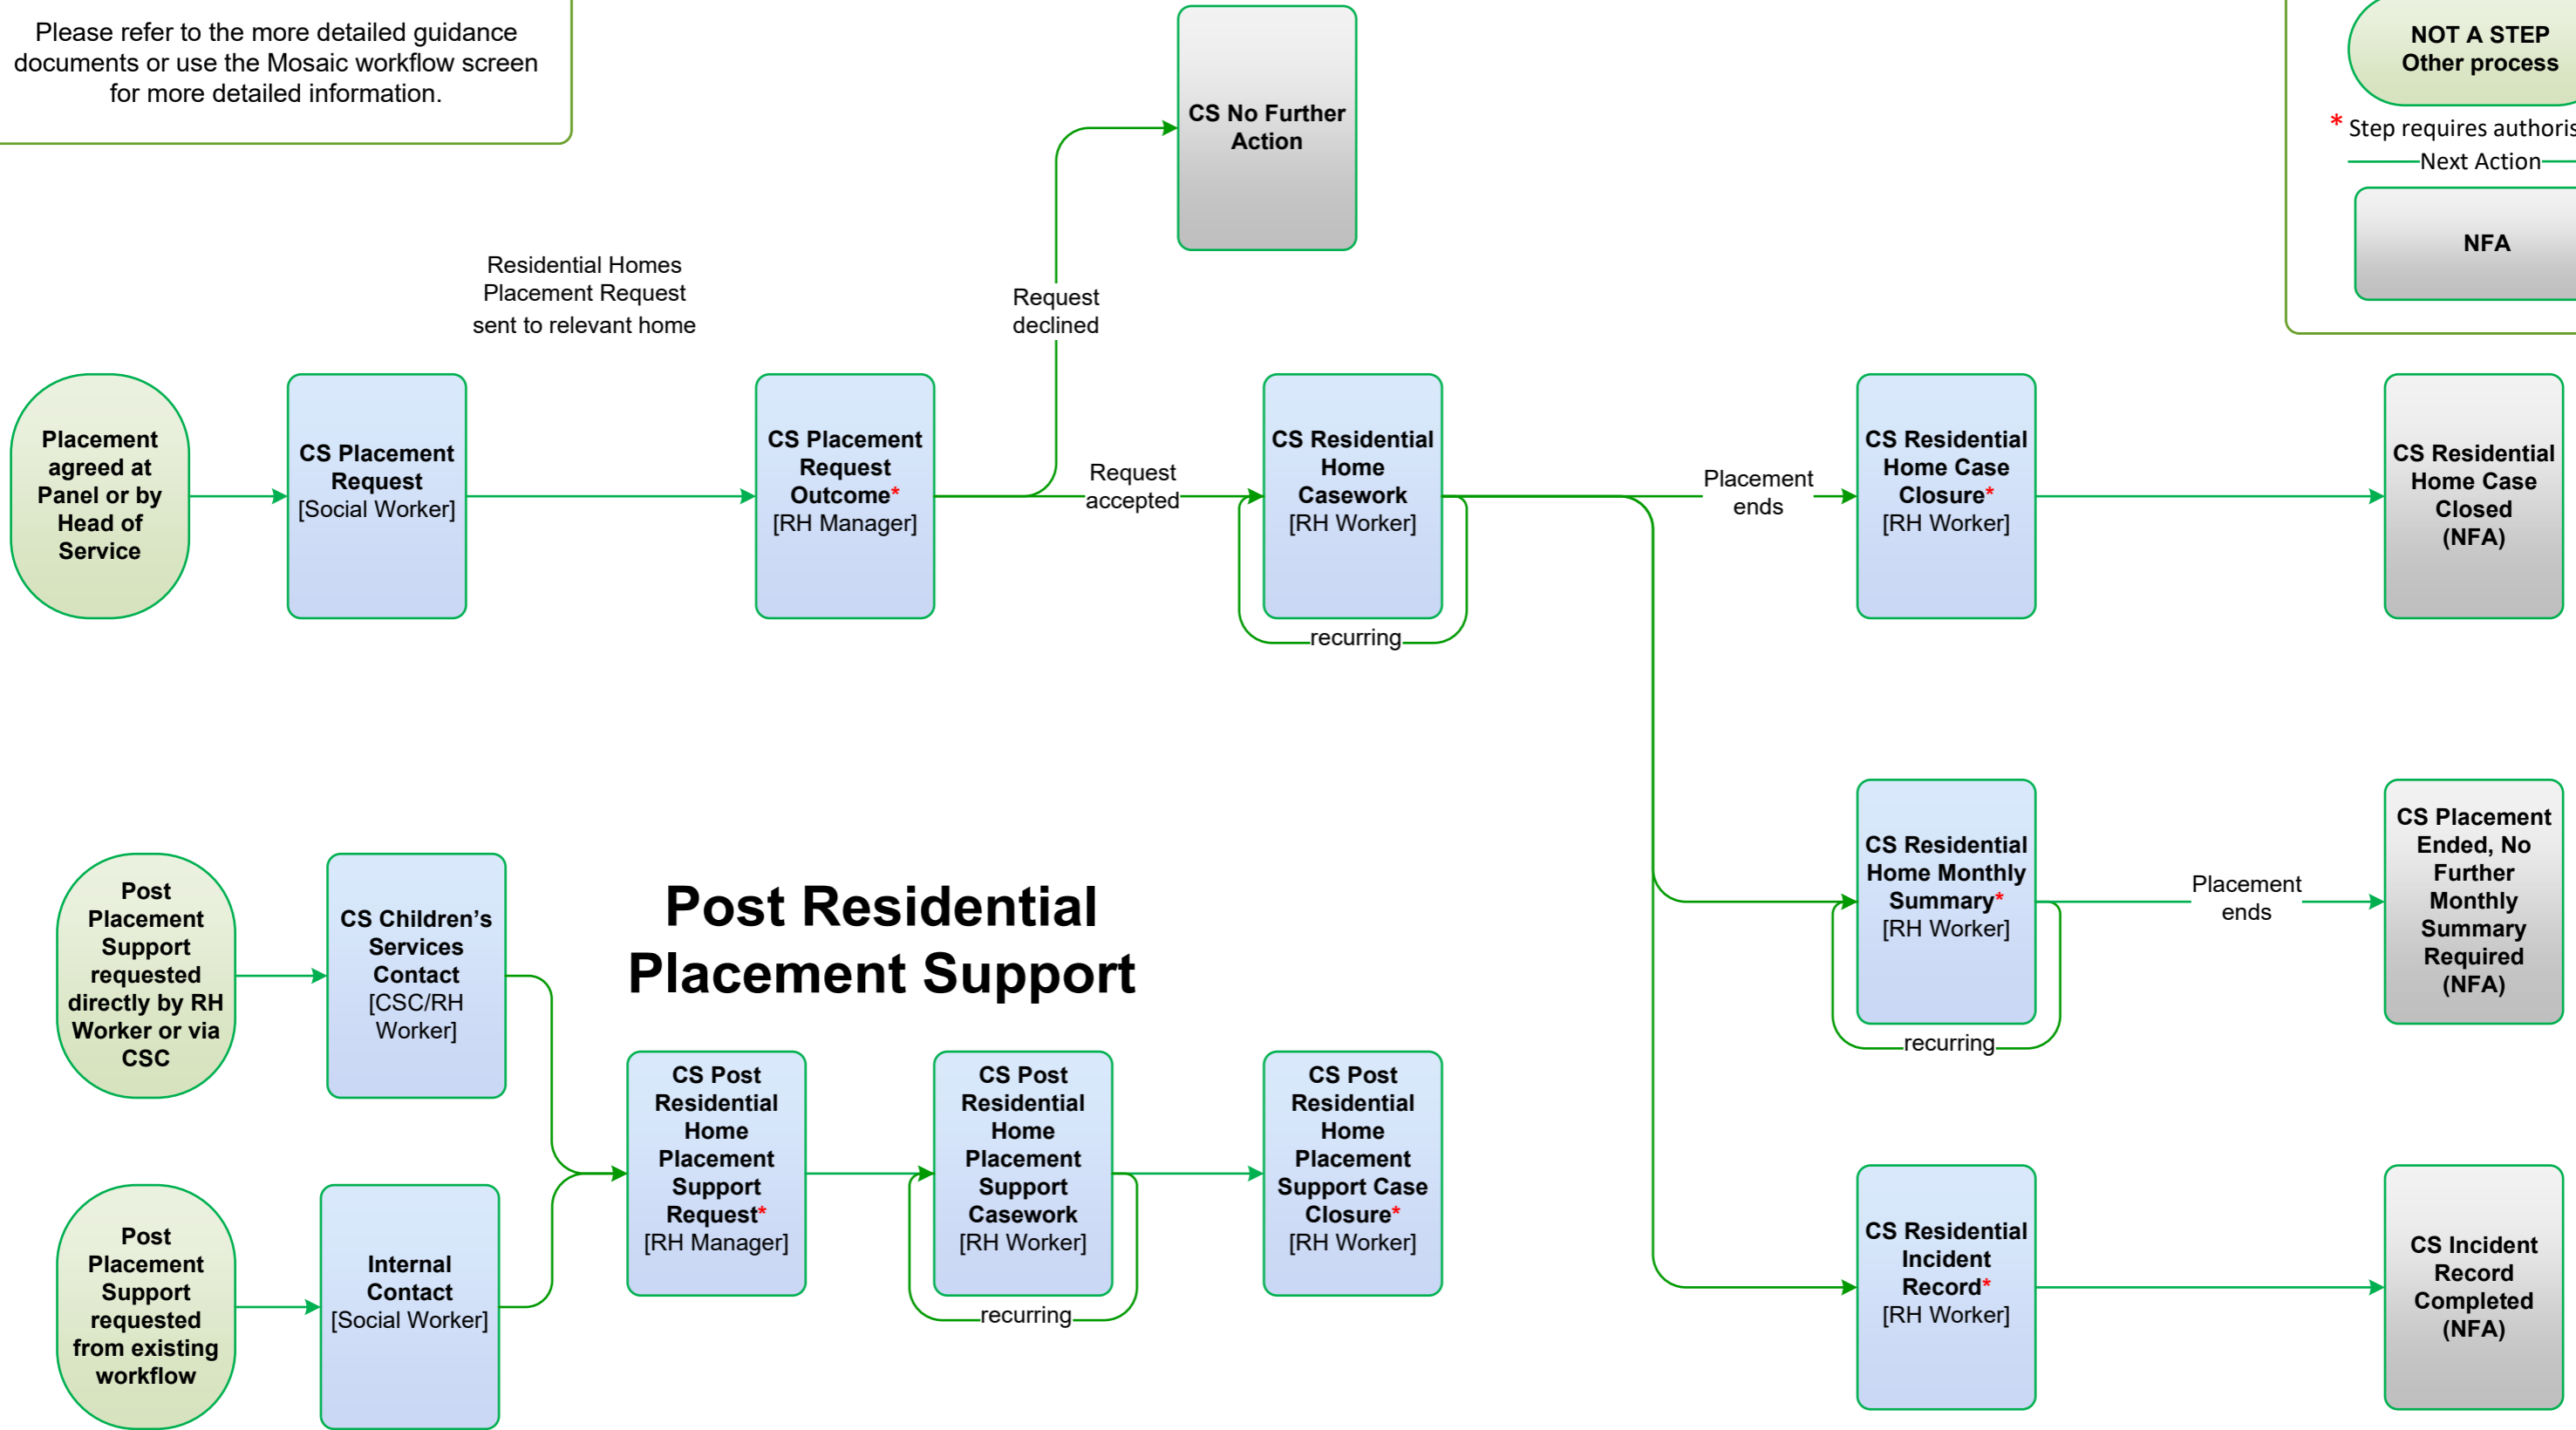 Please refer to the more detailed guidance
documents or use the Mosaic workflow screen
for more detailed information.
NOT A STEP
Other process
* Step requires authoris
Next Action
NFA
CS No Further
Action
Residential Homes
Placement Request
sent to relevant home
Request
declined
Placement
agreed at
Panel or by
Head of
Service
CS Placement
Request
[Social Worker]
CS Placement
Request
Outcome*
[RH Manager]
Request
accepted
CS Residential
Home
Casework
[RH Worker]
recurring
Placement
ends
CS Residential
Home Case
Closure*
[RH Worker]
CS Residential
Home Case
Closed
(NFA)
CS Residential
Home Monthly
Summary*
[RH Worker]
recurring
Placement
ends
CS Placement
Ended, No
Further
Monthly
Summary
Required
(NFA)
CS Residential
Incident
Record*
[RH Worker]
CS Incident
Record
Completed
(NFA)
Post Residential
Placement Support
Post
Placement
Support
requested
directly by RH
Worker or via
CSC
CS Children’s
Services
Contact
[CSC/RH
Worker]
Post
Placement
Support
requested
from existing
workflow
Internal
Contact
[Social Worker]
CS Post
Residential
Home
Placement
Support
Request*
[RH Manager]
CS Post
Residential
Home
Placement
Support
Casework
[RH Worker]
recurring
CS Post
Residential
Home
Placement
Support Case
Closure*
[RH Worker]